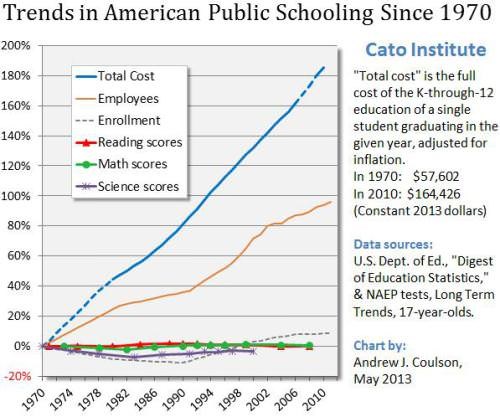 Trends in American Public Schooling Since 1970
200%
180%
160%
140%
120%
100%
80%
60%
40%
20%
0%
-20%
Total Cost
Employees
Enrollment
Reading scores
Math scores
Science scores
1970
1974
1978
1982
1986
1990
1994
1998
2002
2006
2010
Cato Institute
"Total cost" is the full
cost of the K-through-12
education of a single
student graduating in the
given year, adjusted for
inflation.
In 1970: $57,602
In 2010: $164,426
(Constant 2013 dollars)
Data sources:
U.S. Dept. of Ed., "Digest
of Education Statistics,"
& NAEP tests, Long Term
Trends, 17-year-olds.
Chart by:
Andrew J. Coulson,
May 2013